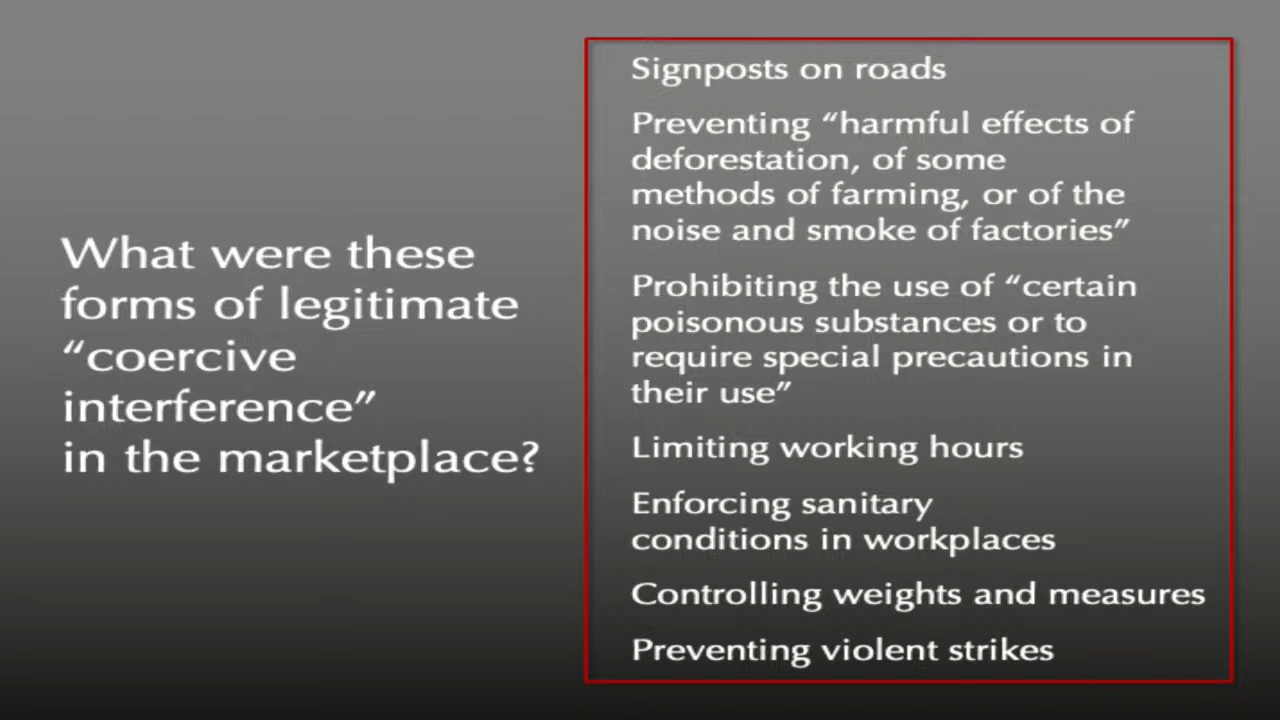 What were these
forms of legitimate
“coercive
interference”
in the marketplace?
Signposts on roads
Preventing “harmful effects of
deforestation, of some
methods of farming, or of the
noise and smoke of factories”
Prohibiting the use of “certain
poisonous substances or to
require special precautions in
their use”
Limiting working hours
Enforcing sanitary
conditions in workplaces
Controlling weights and measures
Preventing violent strikes